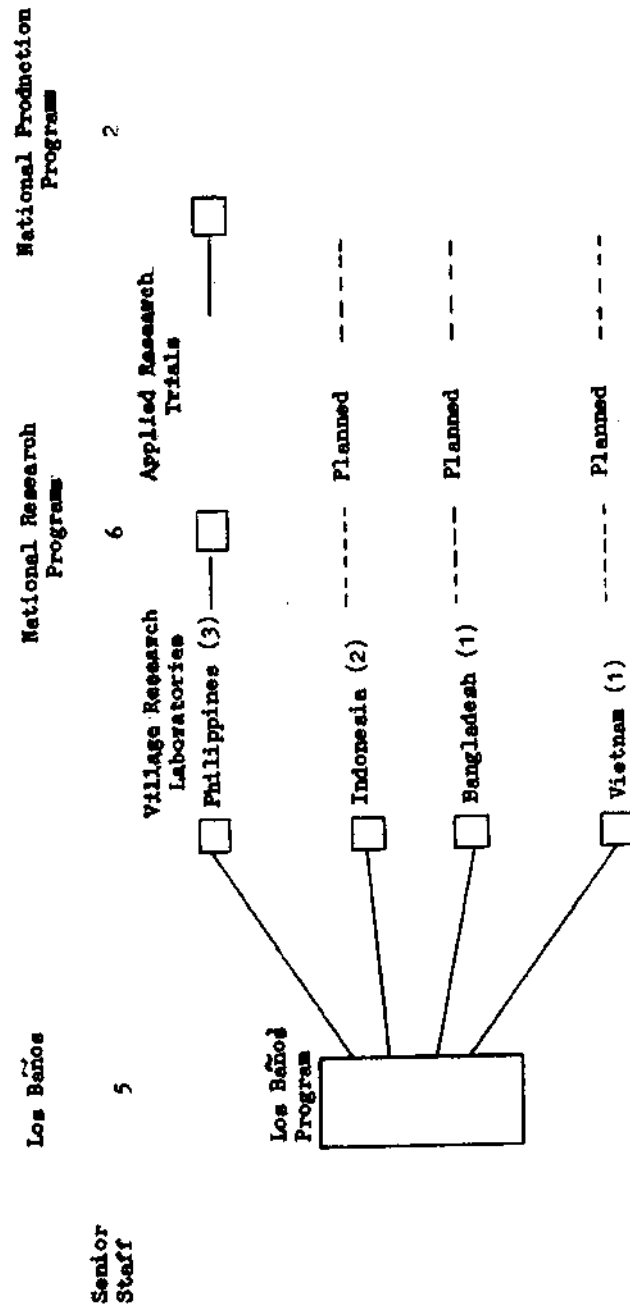 Los Baños
National Research
Programs
National Production
Programs
Senior
Staff
5
6
2
Village Research
Laboratories
Applied Research
Trials
Los Baños
Program
Philippines (3)
Indonesia (2)
Planned
Bangladesh (1)
Planned
Vietnam (1)
Planned